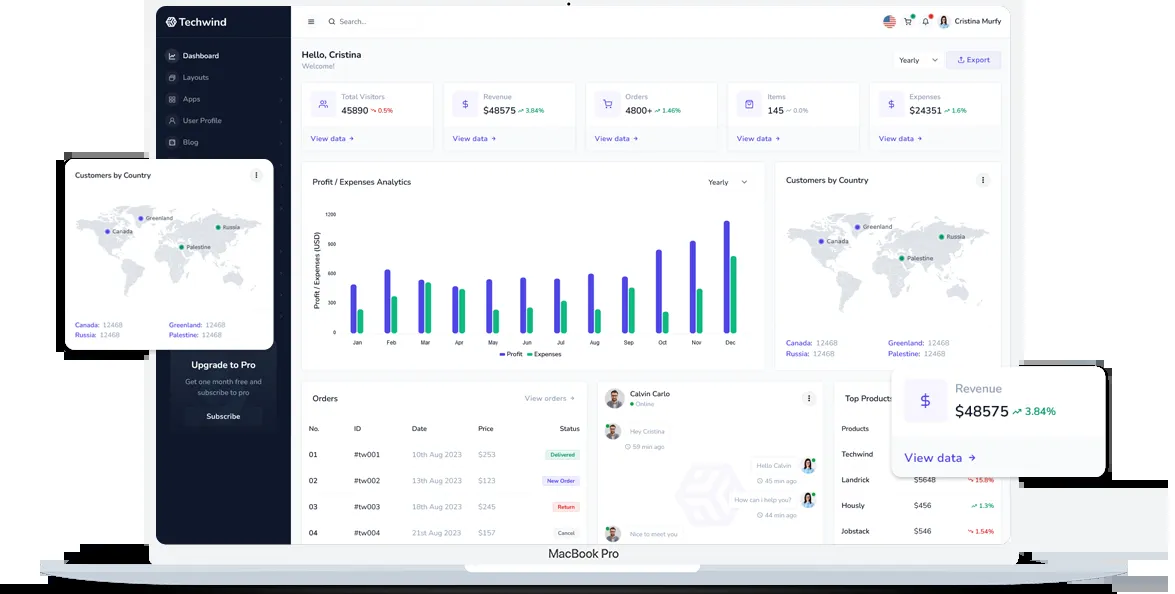 Techwind
Search...
Cristina Murfy
Dashboard
Layouts
Apps
User Profile
Blog
Hello, Cristina
Welcome!
Yearly
Export
Total Visitors
45890 0.5%
View data
Revenue
$48575 3.84%
View data
Orders
4800+ 1.46%
View data
Items
145 0.0%
View data
Expenses
$24351 1.6%
View data
Customers by Country
Greenland
Canada
Russia
Palestine
Canada: 12468 Greenland: 12468
Russia: 12468 Palestine: 12468
Upgrade to Pro
Get one month free and
subscribe to pro
Subscribe
Profit / Expenses Analytics
Yearly
Profit / Expenses (USD)
1200
900
600
300
0
Jan Feb Mar Apr May Jun Jul Aug Sep Oct Nov Dec
Profit Expenses
Customers by Country
Greenland
Canada
Russia
Palestine
Canada: 12468 Greenland: 12468
Russia: 12468 Palestine: 12468
Orders
View orders
No. ID Date Price Status
01 #tw001 10th Aug 2023 $253 Delivered
02 #tw002 13th Aug 2023 $123 New Order
03 #tw003 18th Aug 2023 $245 Return
04 #tw004 21st Aug 2023 $157 Cancel
Calvin Carlo
Online
Hey Cristina
59 min ago
Hello Calvin
45 min ago
How can i help you?
44 min ago
Nice to meet you
Top Products
Products
Techwind
Landrick $5648 15.8%
Hously $456 1.3%
Jobstack $546 1.54%
Revenue
$48575 3.84%
View data
MacBook Pro